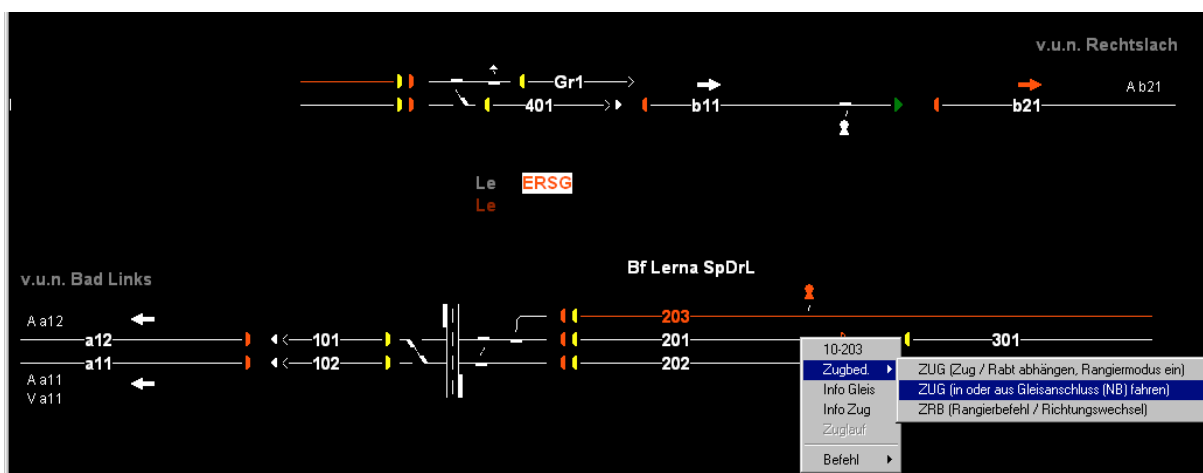 v.u.n. Rechtslach
Gr1
A b21
401
b11
b21
Le ERSG
Le
Bf Lerna SpDrL
v.u.n. Bad Links
A a12
203
a12
101
201
301
a11
102
202
A a11
V a11
10-203
Zugbed.
ZUG (Zug / Rabt abhängen, Rangiermodus ein)
Info Gleis
ZUG (in oder aus Gleisanschluss (NB) fahren)
Info Zug
ZRB (Rangierbefehl / Richtungswechsel)
Zuglauf
Befehl